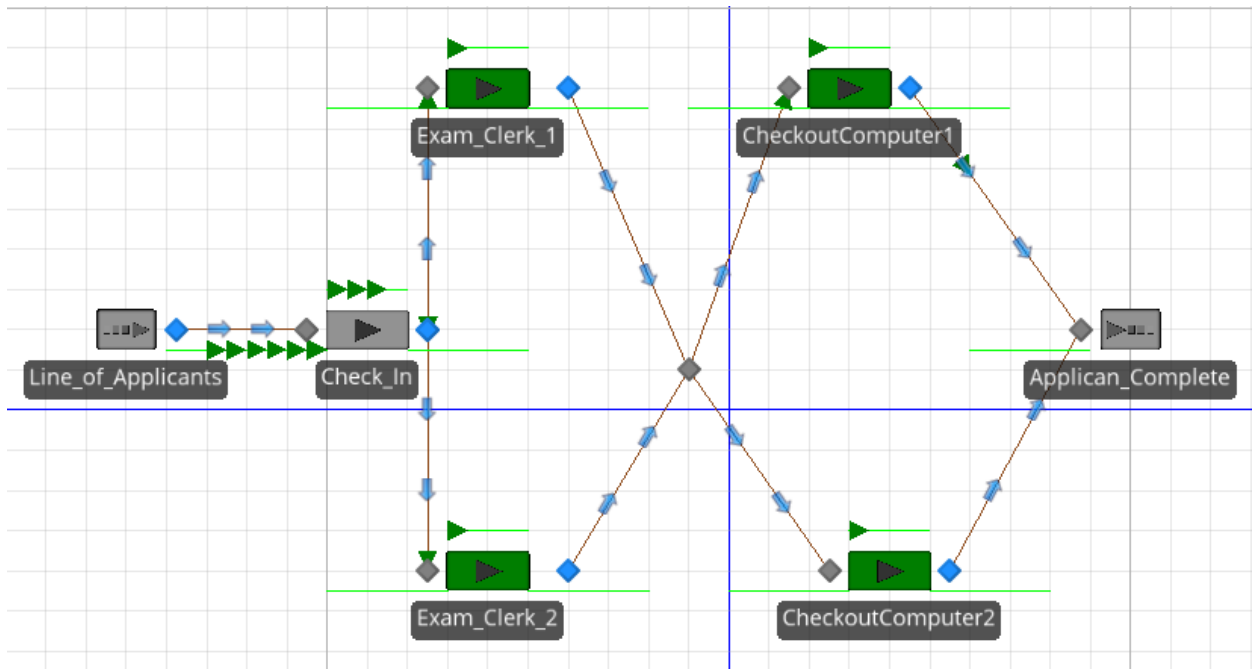 Exam_Clerk_1
CheckoutComputer1
Line_of_Applicants
Check_In
Applican_Complete
Exam_Clerk_2
CheckoutComputer2